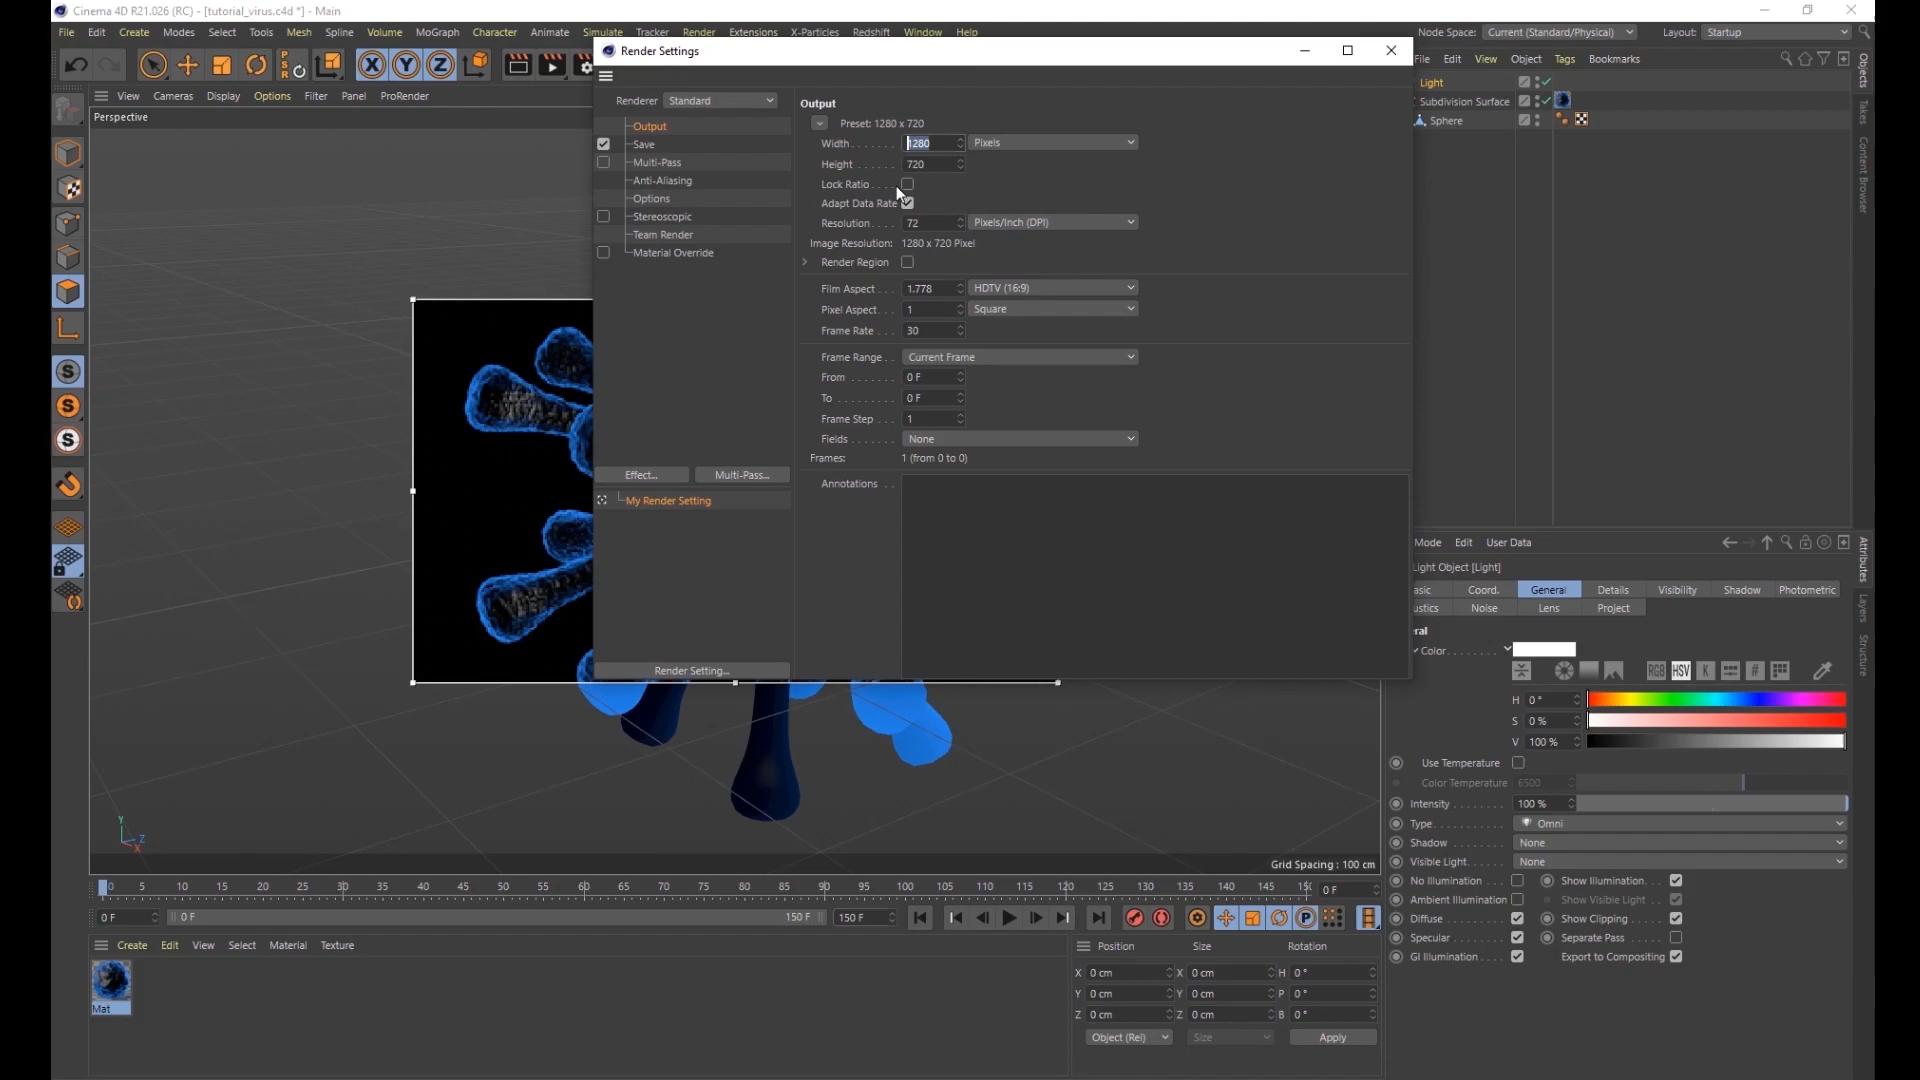 Cinema 4D R21.026 (RC) - [tutorial_virus.c4d *] - Main
File Edit Create Modes Select Tools Mesh Spline Volume MoGraph Character Animate Simulate Tracker Render Extensions X-Particles Redshift Window Help
Node Space: Current (Standard/Physical) Layout: Startup
Render Settings
PSR X Y Z
View Cameras Display Options Filter Panel ProRender
Perspective
Renderer Standard
Output
Save
Multi-Pass
Anti-Aliasing
Options
Stereoscopic
Team Render
Material Override
Effect... Multi-Pass...
My Render Setting
Render Setting...
Output
Preset: 1280 x 720
Width 1280 Pixels
Height 720
Lock Ratio
Adapt Data Rate
Resolution 72 Pixels/Inch (DPI)
Image Resolution: 1280 x 720 Pixel
Render Region
Film Aspect 1.778 HDTV (16:9)
Pixel Aspect 1 Square
Frame Rate 30
Frame Range Current Frame
From 0 F
To 0 F
Frame Step 1
Fields None
Frames: 1 (from 0 to 0)
Annotations
File Edit View Object Tags Bookmarks
Light
Subdivision Surface
Sphere
Objects
Takes
Content Browser
Attributes
Layers
Structure
Mode Edit User Data
Light Object [Light]
asic Coord. General Details Visibility Shadow Photometric
ustics Noise Lens Project
ral
Color
RGB HSV K #
H 0 °
S 0 %
V 100 %
Use Temperature
Color Temperature 6500
Intensity 100 %
Type Omni
Shadow None
Visible Light None
No Illumination Show Illumination
Ambient Illumination Show Visible Light
Diffuse Show Clipping
Specular Separate Pass
GI Illumination Export to Compositing
S
S
S
Y Z X
Grid Spacing : 100 cm
0 5 10 15 20 25 30 35 40 45 50 55 60 65 70 75 80 85 90 95 100 105 110 115 120 125 130 135 140 145 0 F
0 F 0 F 150 F 150 F P
Create Edit View Select Material Texture
Mat
Position Size Rotation
X 0 cm X 0 cm H 0 °
Y 0 cm Y 0 cm P 0 °
Z 0 cm Z 0 cm B 0 °
Object (Rel) Size Apply